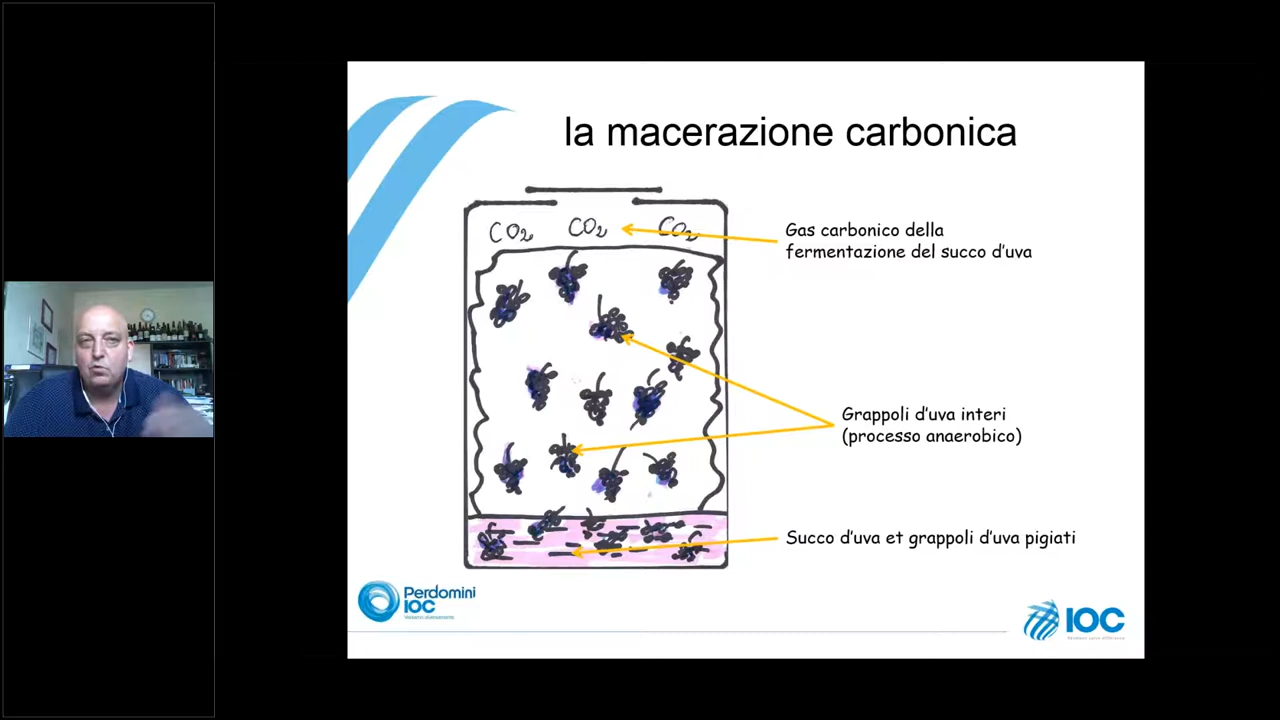 la macerazione carbonica
CO2 CO2 CO2
Gas carbonico della
fermentazione del succo d'uva
Grappoli d'uva interi
(processo anaerobico)
Succo d'uva et grappoli d'uva pigiati
Perdomini
IOC
IOC